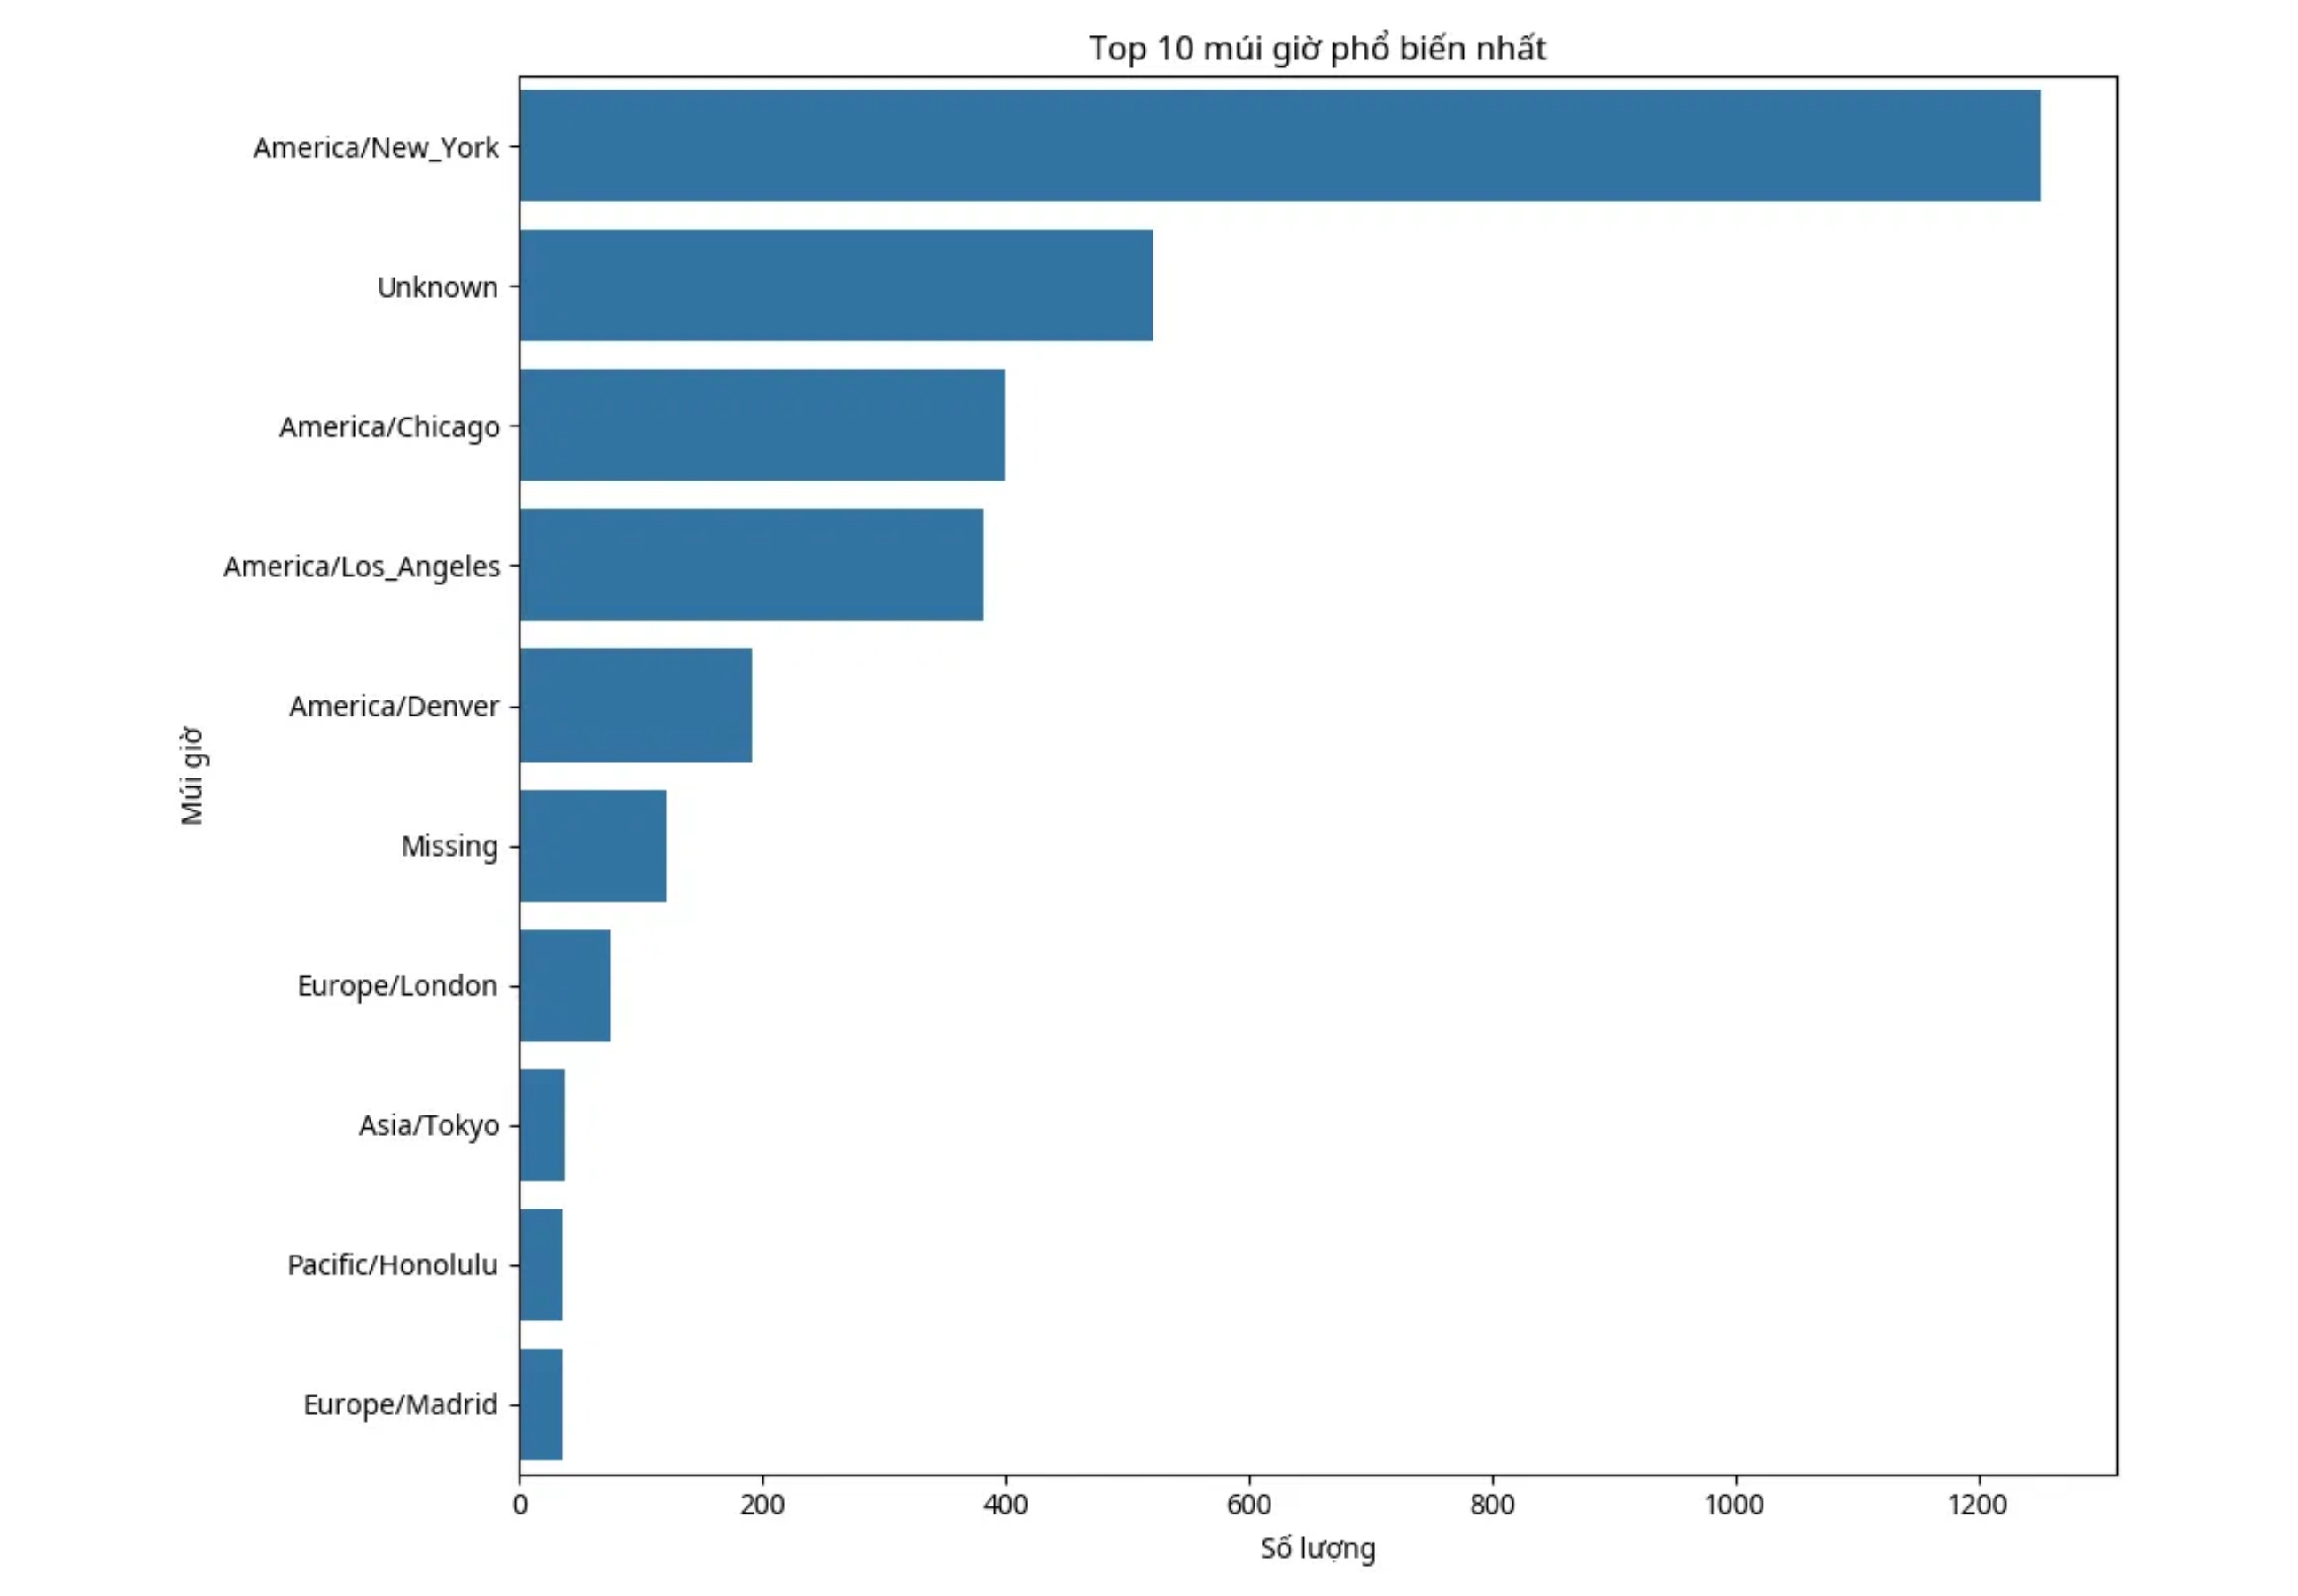 Top 10 múi giờ phổ biến nhất
Múi giờ
America/New_York
Unknown
America/Chicago
America/Los_Angeles
America/Denver
Missing
Europe/London
Asia/Tokyo
Pacific/Honolulu
Europe/Madrid
0 200 400 600 800 1000 1200
Số lượng